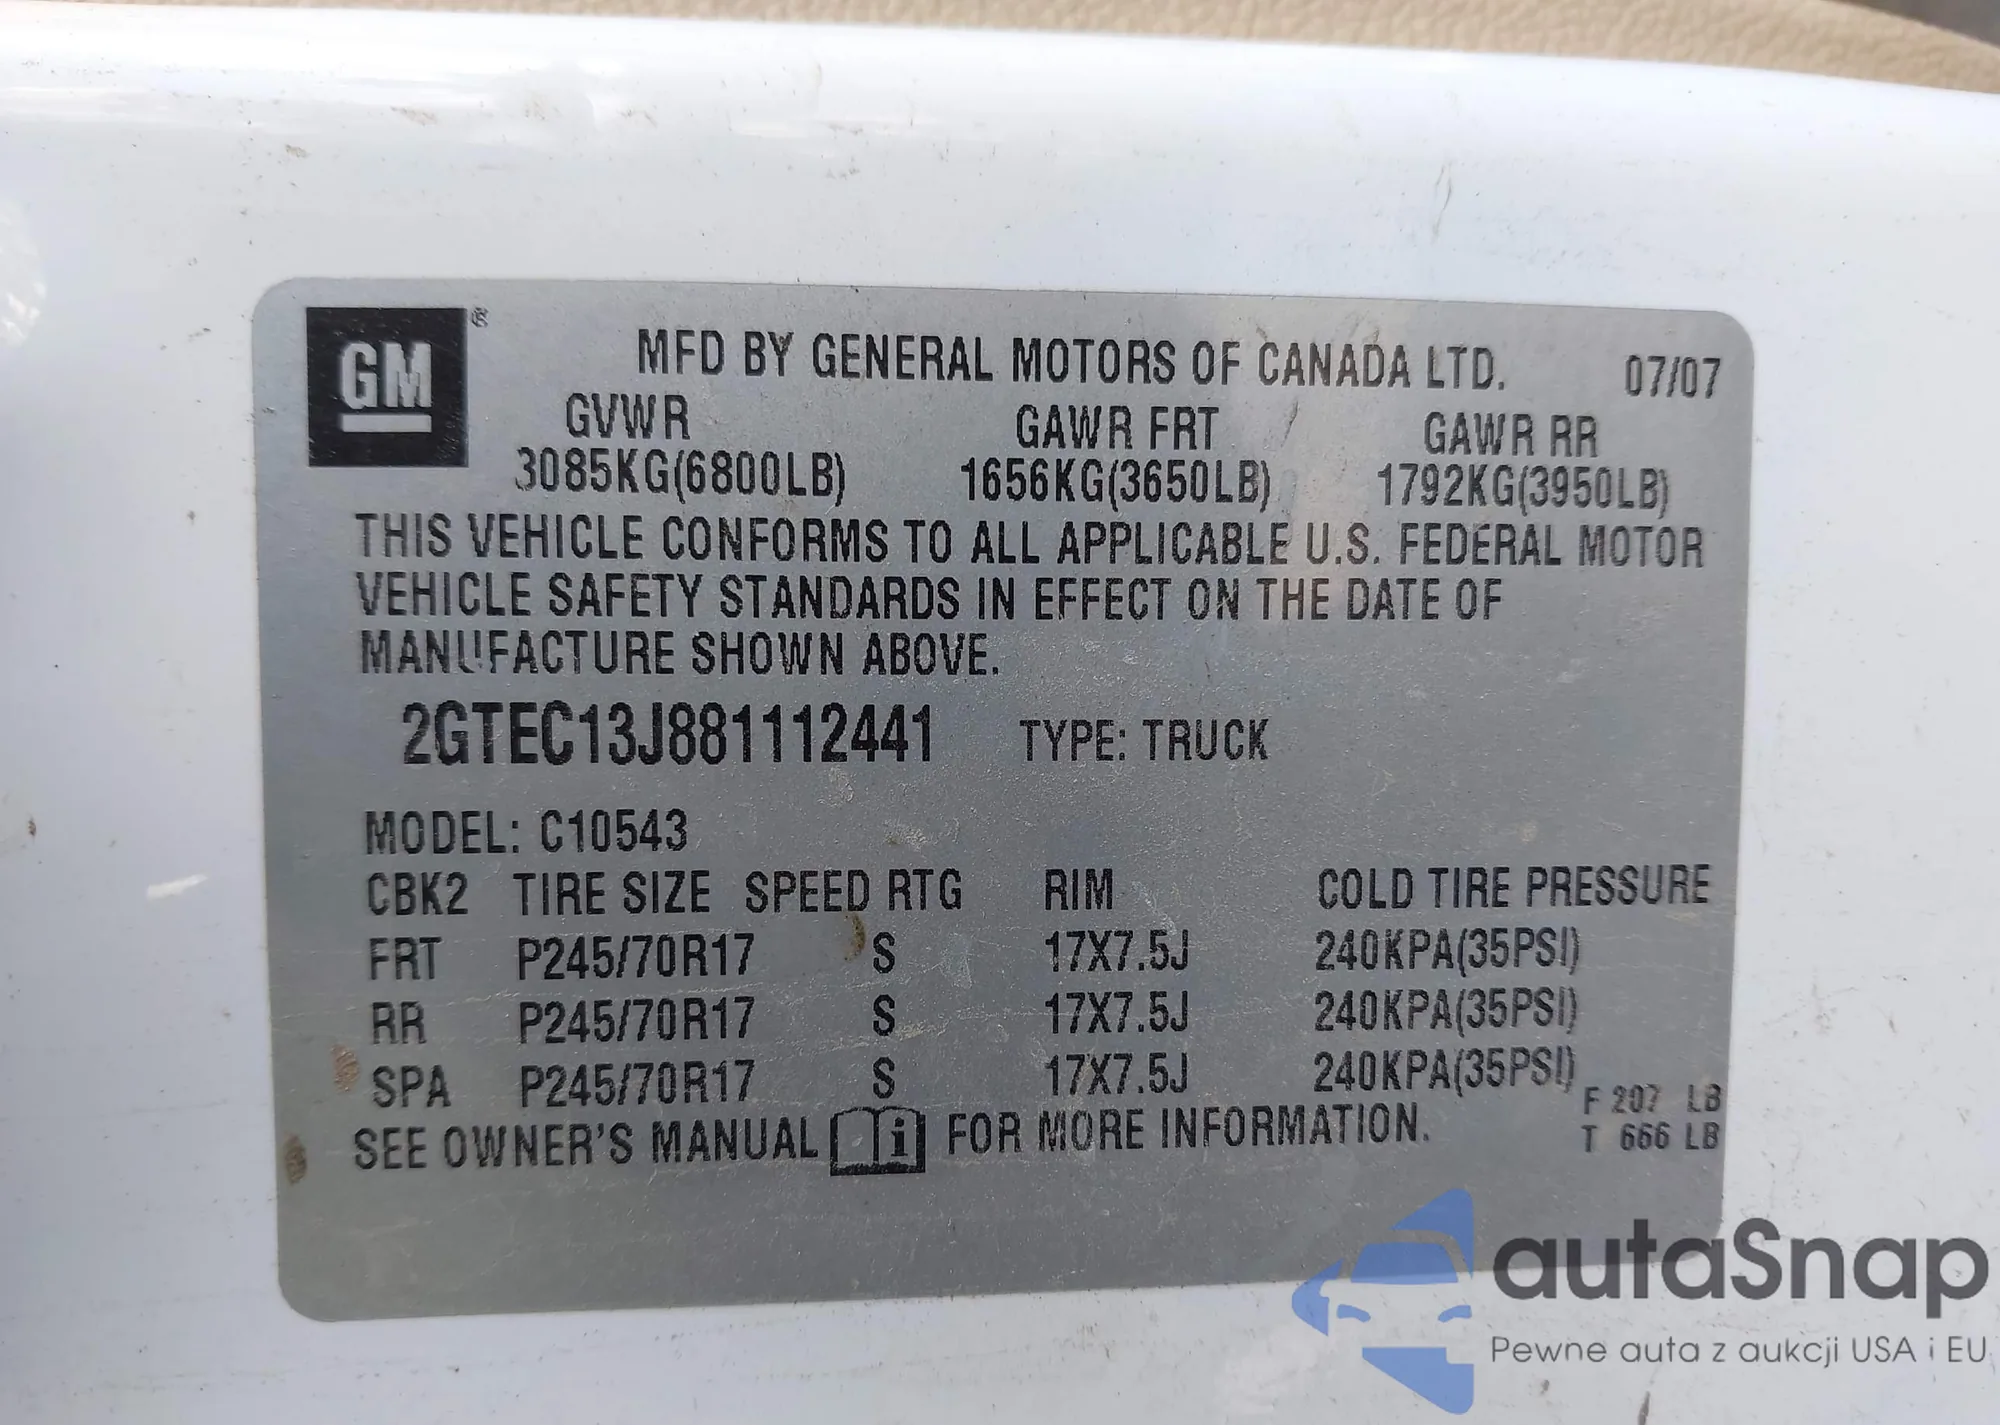 GM ®
MFD BY GENERAL MOTORS OF CANADA LTD. 07/07
GVWR GAWR FRT GAWR RR
3085KG(6800LB) 1656KG(3650LB) 1792KG(3950LB)
THIS VEHICLE CONFORMS TO ALL APPLICABLE U.S. FEDERAL MOTOR
VEHICLE SAFETY STANDARDS IN EFFECT ON THE DATE OF
MANUFACTURE SHOWN ABOVE.
2GTEC13J881112441 TYPE: TRUCK
MODEL: C10543
CBK2 TIRE SIZE SPEED RTG RIM COLD TIRE PRESSURE
FRT P245/70R17 S 17X7.5J 240KPA(35PSI)
RR P245/70R17 S 17X7.5J 240KPA(35PSI)
SPA P245/70R17 S 17X7.5J 240KPA(35PSI)
F 207 LB
SEE OWNER'S MANUAL i FOR MORE INFORMATION. T 666 LB
autaSnap
Pewne auta z aukcji USA i EU